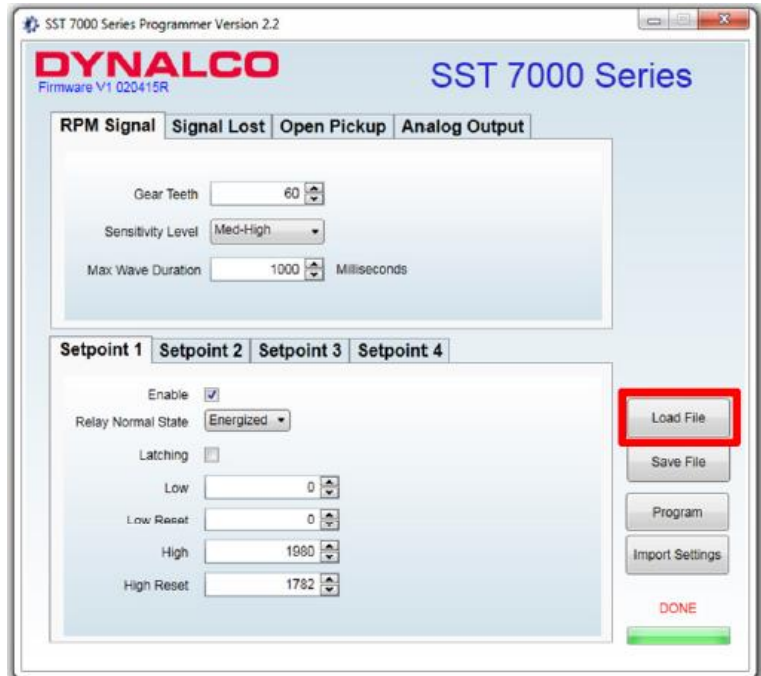 SST 7000 Series Programmer Version 2.2
DYNALCO
Firmware V1 020415R
SST 7000 Series
RPM Signal Signal Lost Open Pickup Analog Output
Gear Teeth 60
Sensitivity Level Med-High
Max Wave Duration 1000 Milliseconds
Setpoint 1 Setpoint 2 Setpoint 3 Setpoint 4
Enable
Relay Normal State Energized
Latching
Low 0
Low Reset 0
High 1980
High Reset 1782
Load File
Save File
Program
Import Settings
DONE